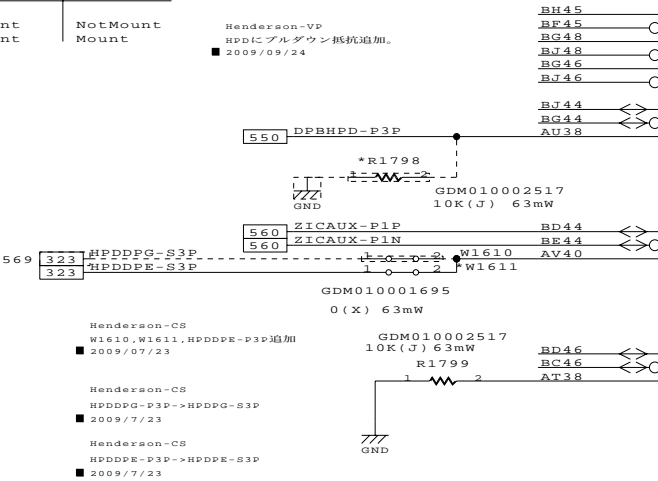 nt NotMount
nt Mount
Henderson-VP
HPDにプルダウン抵抗追加。
■ 2009/09/24
BH45
BF45
BG48
BJ48
BG46
BJ46
BJ44
BG44
550 DPBHPD-P3P AU38
*R1798
1 2
GND
GDM010002517
10K(J) 63mW
560 ZICAUX-P1P BD44
560 ZICAUX-P1N BE44
569 323 HPDDPG-S3P 1 2 W1610 AV40
323 HPDDPE-S3P 1 2 *W1611
GDM010001695
0(X) 63mW
Henderson-CS
W1610,W1611,HPDDPE-P3P追加
■ 2009/07/23
GDM010002517
10K(J) 63mW
R1799
1 2
BD46
BC46
AT38
GND
Henderson-CS
HPDDPG-P3P->HPDPG-S3P
■ 2009/7/23
Henderson-CS
HPDDPE-P3P->HPDPE-S3P
■ 2009/7/23